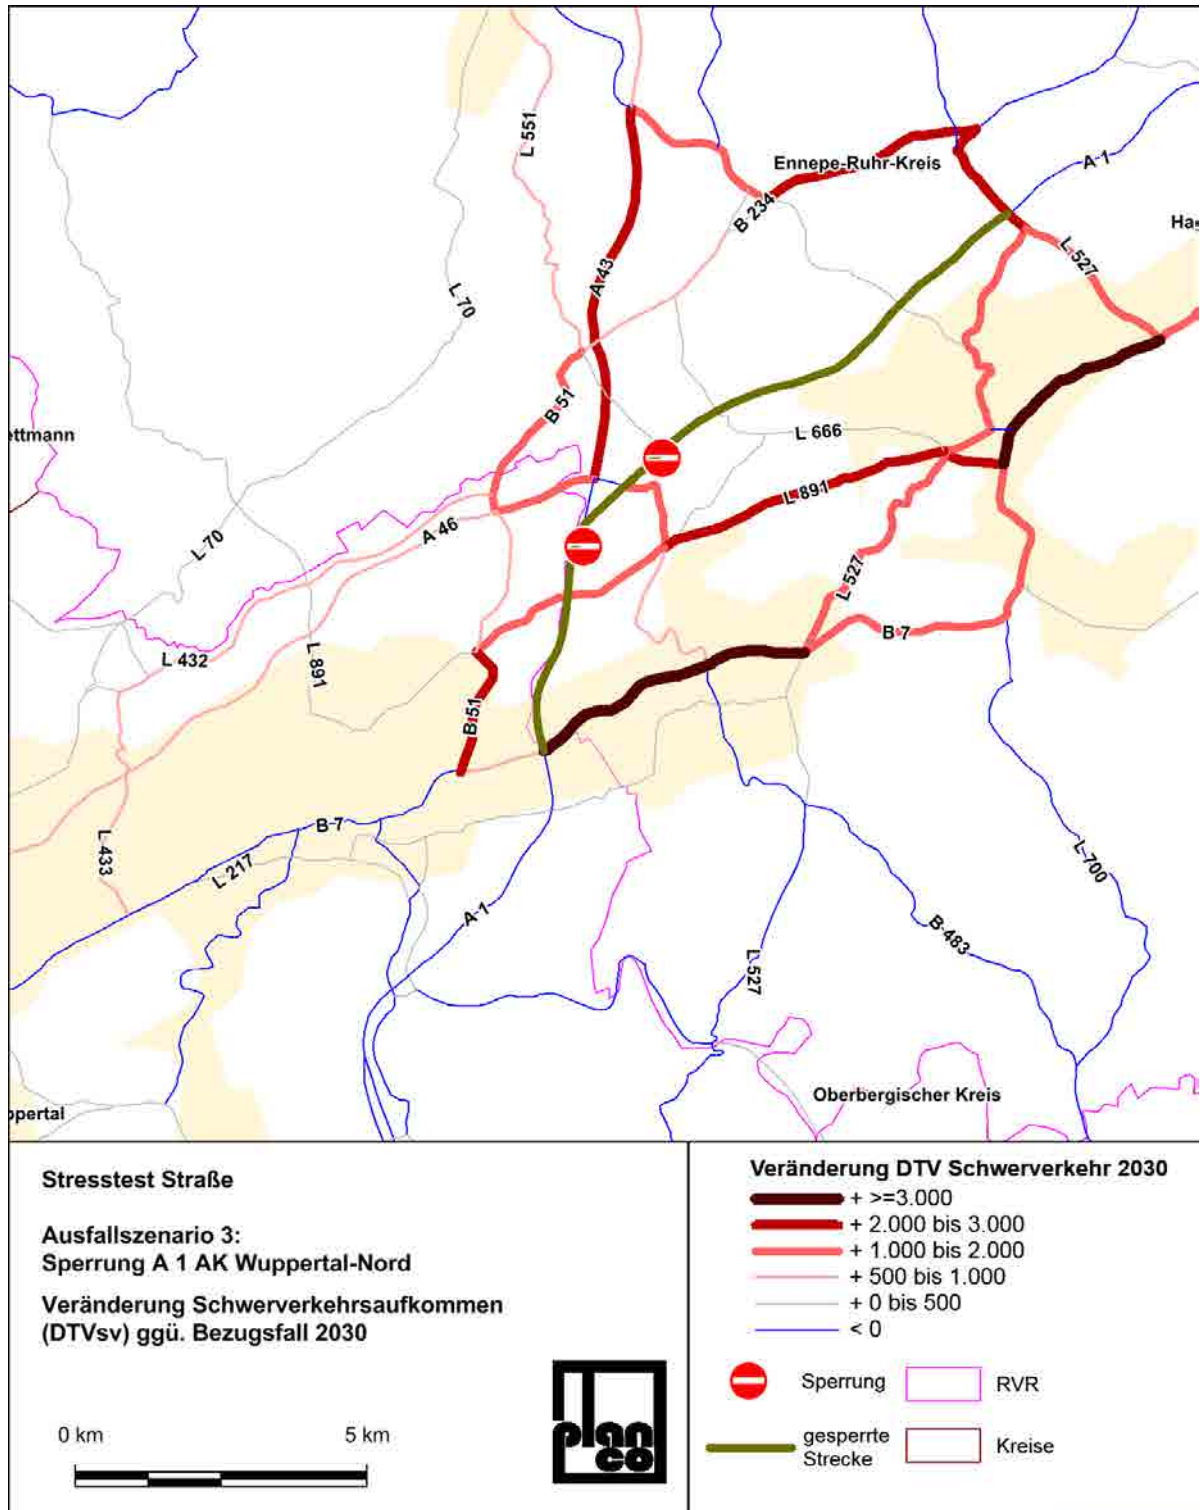 L 551
Ennepe-Ruhr-Kreis
A 1
B 234
Ha
L 527
A 43
L 70
B 51
ettmann
L 666
L 891
A 46
L 70
L 527
B 7
L 432
L 891
B 51
B 7
L 433
L 217
L 700
A 1
B 483
L 527
Oberbergischer Kreis
ppertal
Stresstest Straße
Ausfallszenario 3:
Sperrung A 1 AK Wuppertal-Nord
Veränderung Schwerverkehrsaufkommen
(DTVsv) ggü. Bezugsfall 2030
0 km 5 km
plan
co
Veränderung DTV Schwerverkehr 2030
+ >=3.000
+ 2.000 bis 3.000
+ 1.000 bis 2.000
+ 500 bis 1.000
+ 0 bis 500
< 0
Sperrung RVR
gesperrte
Strecke
Kreise